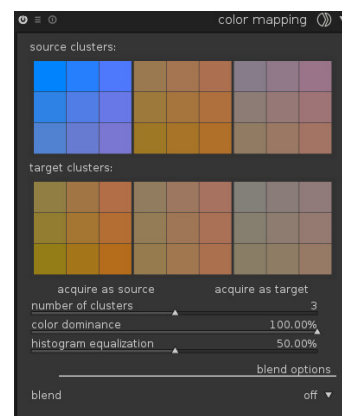 color mapping
source clusters:
target clusters:
acquire as source acquire as target
number of clusters 3
color dominance 100.00%
histogram equalization 50.00%
blend options
blend off